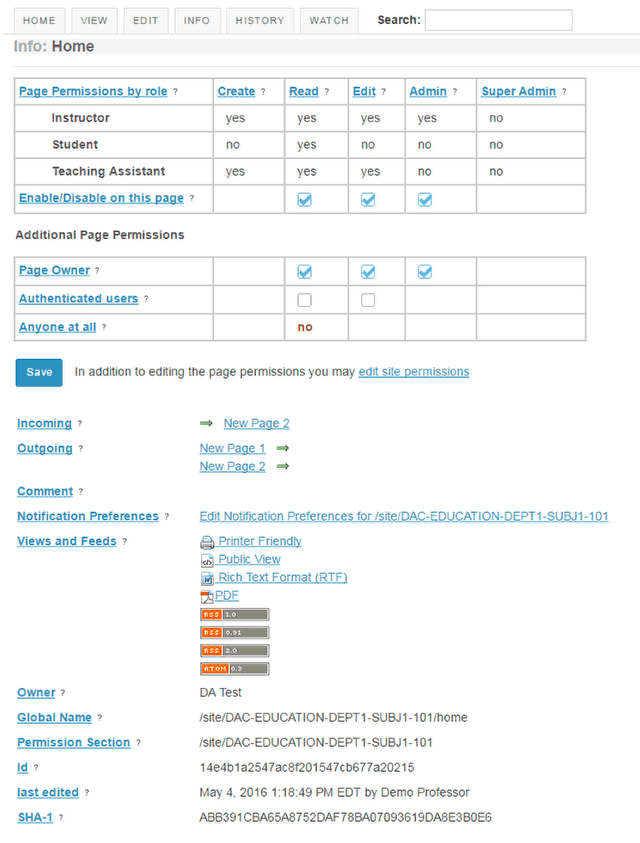 HOME VIEW EDIT INFO HISTORY WATCH Search:
Info: Home
Page Permissions by role ? Create ? Read ? Edit ? Admin ? Super Admin ?
Instructor yes yes yes yes no
Student no yes no no no
Teaching Assistant yes yes yes no no
Enable/Disable on this page ?
Additional Page Permissions
Page Owner ?
Authenticated users ?
Anyone at all ? no
Save In addition to editing the page permissions you may edit site permissions
Incoming ? New Page 2
Outgoing ? New Page 1
New Page 2
Comment ?
Notification Preferences ? Edit Notification Preferences for /site/DAC-EDUCATION-DEPT1-SUBJ1-101
Views and Feeds ? Printer Friendly
Public View
Rich Text Format (RTF)
PDF
RSS 1.0
RSS 0.91
RSS 2.0
ATOM 0.3
Owner ? DA Test
Global Name ? /site/DAC-EDUCATION-DEPT1-SUBJ1-101/home
Permission Section ? /site/DAC-EDUCATION-DEPT1-SUBJ1-101
Id ? 14e4b1a2547ac8f201547cb677a20215
last edited ? May 4, 2016 1:18:49 PM EDT by Demo Professor
SHA-1 ? ABB391CBA65A8752DAF78BA07093619DA8E3B0E6